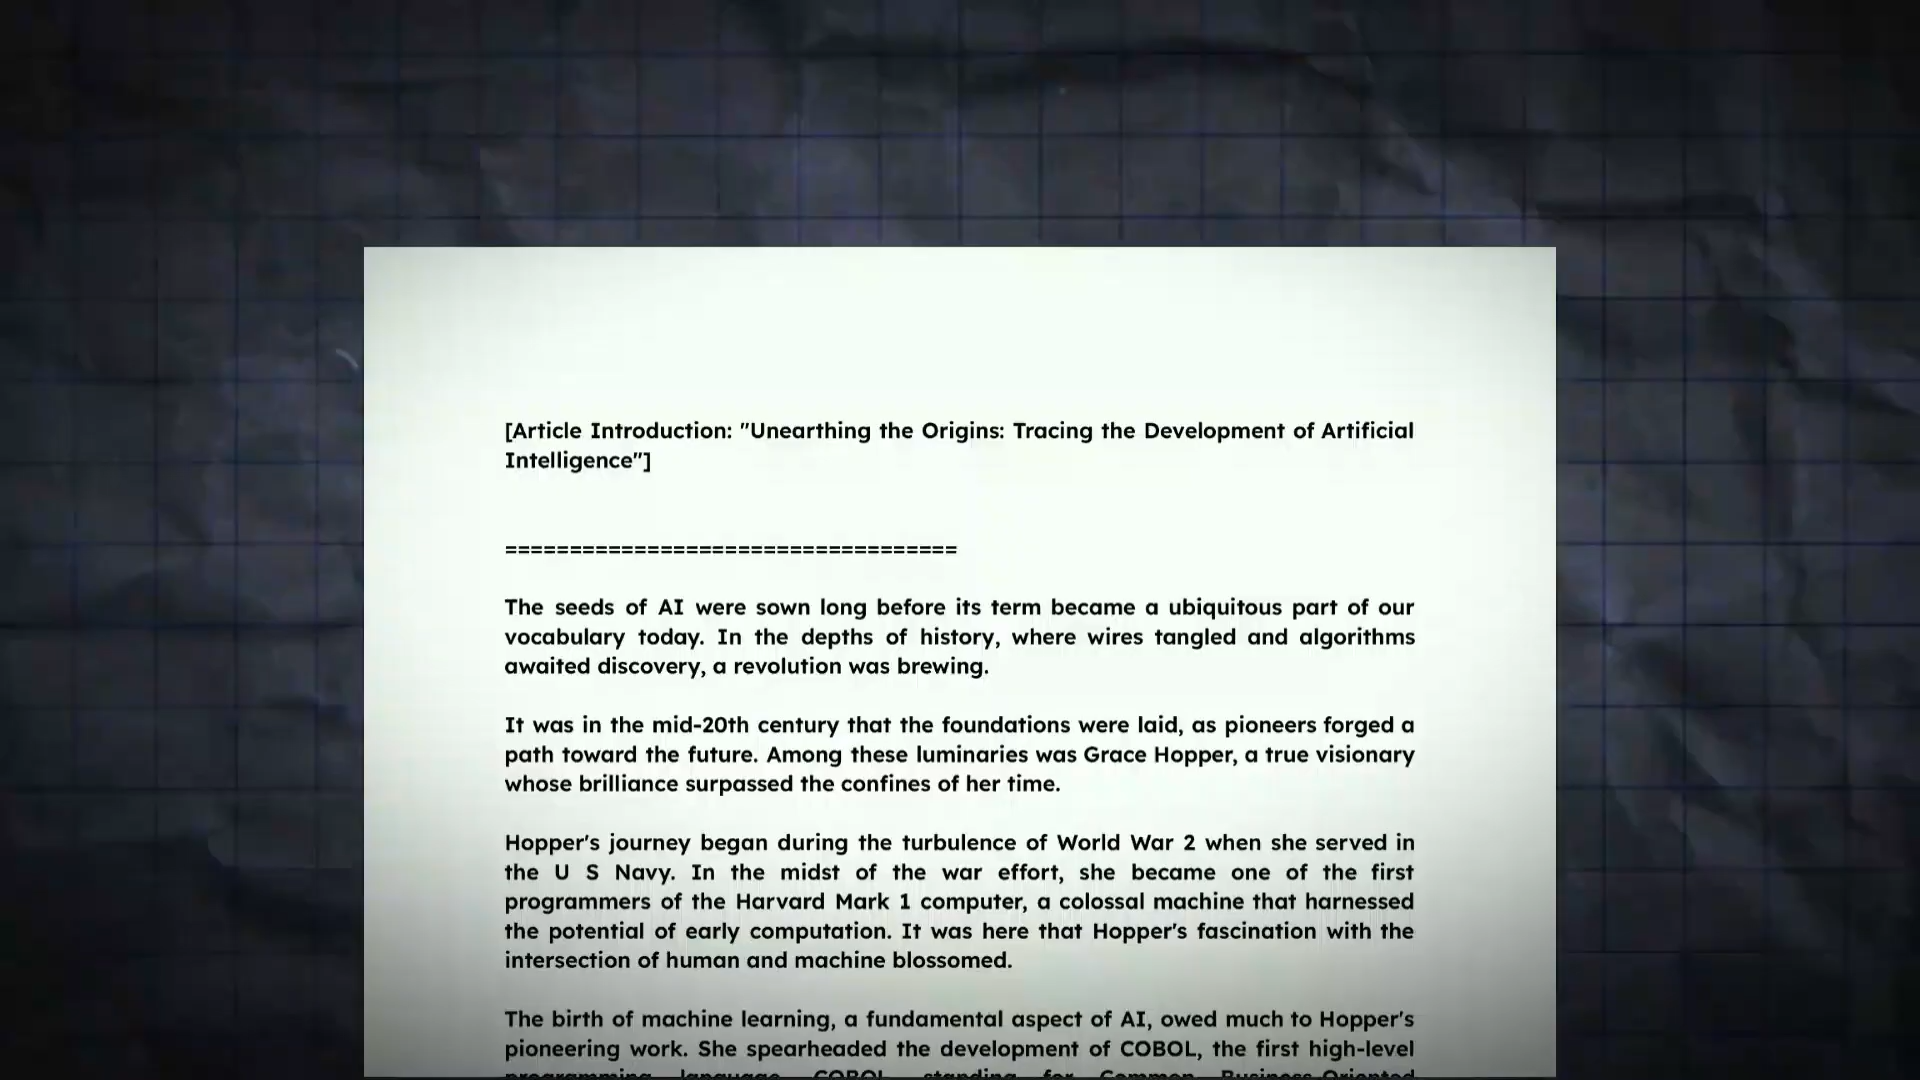 [Article Introduction: "Unearthing the Origins: Tracing the Development of Artificial
Intelligence"]
===================================
The seeds of AI were sown long before its term became a ubiquitous part of our
vocabulary today. In the depths of history, where wires tangled and algorithms
awaited discovery, a revolution was brewing.
It was in the mid-20th century that the foundations were laid, as pioneers forged a
path toward the future. Among these luminaries was Grace Hopper, a true visionary
whose brilliance surpassed the confines of her time.
Hopper's journey began during the turbulence of World War 2 when she served in
the U S Navy. In the midst of the war effort, she became one of the first
programmers of the Harvard Mark 1 computer, a colossal machine that harnessed
the potential of early computation. It was here that Hopper's fascination with the
intersection of human and machine blossomed.
The birth of machine learning, a fundamental aspect of AI, owed much to Hopper's
pioneering work. She spearheaded the development of COBOL, the first high-level
programming language. COBOL, standing for Common Business-Oriented